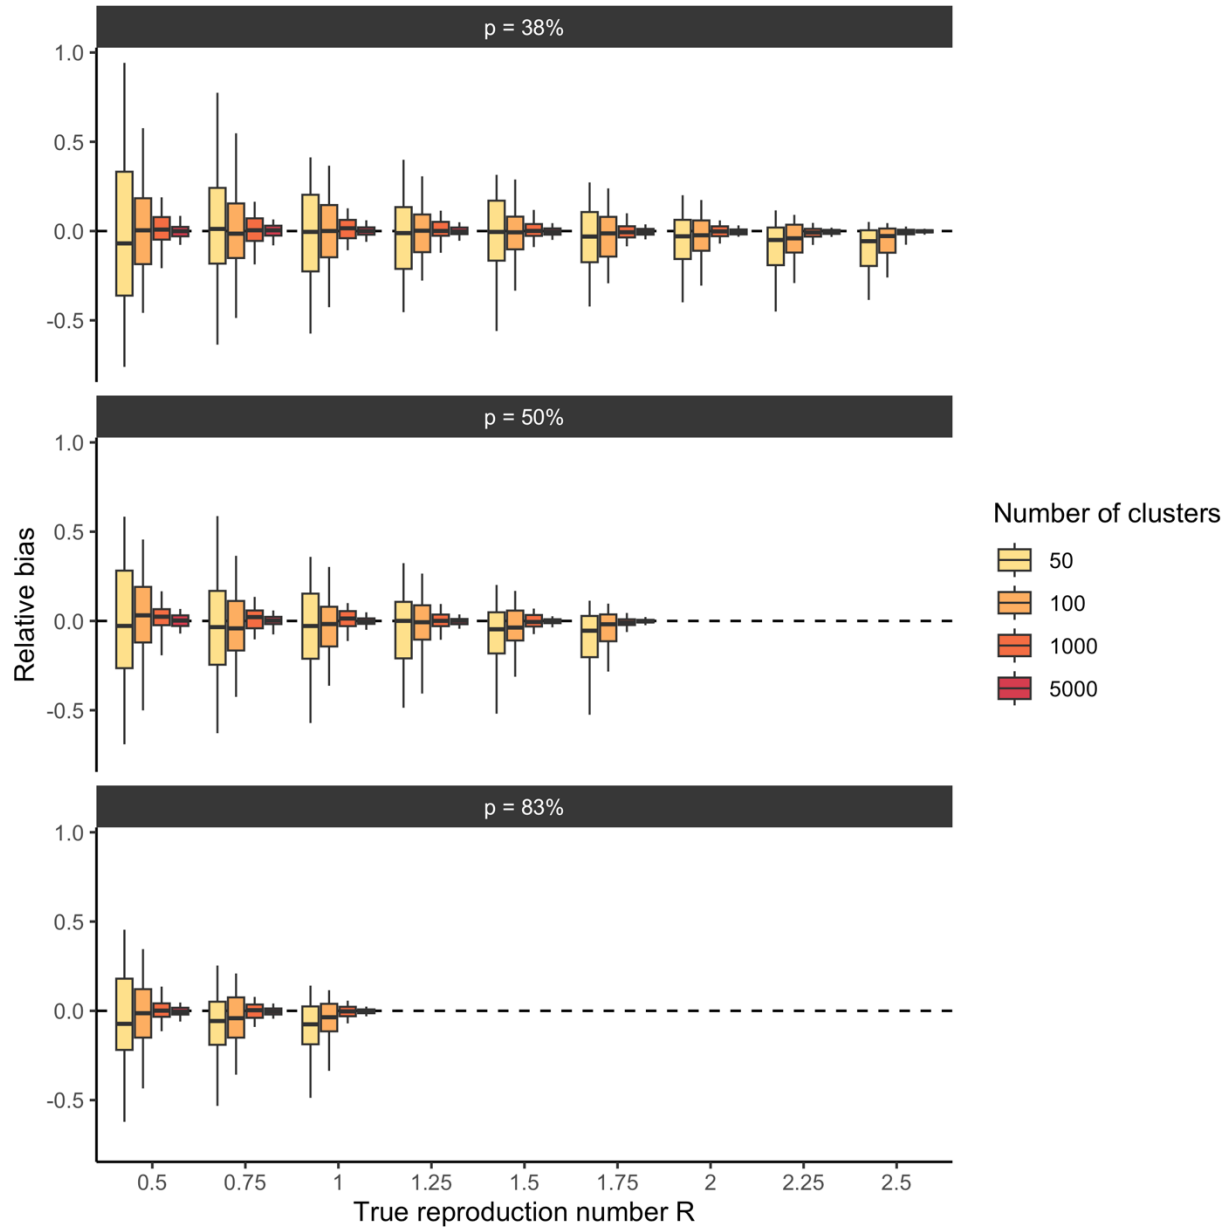 p = 38%
1.0
0.5
0.0
-0.5
p = 50%
1.0
0.5
0.0
-0.5
p = 83%
1.0
0.5
0.0
-0.5
Relative bias
0.5 0.75 1 1.25 1.5 1.75 2 2.25 2.5
True reproduction number R
Number of clusters
50
100
1000
5000